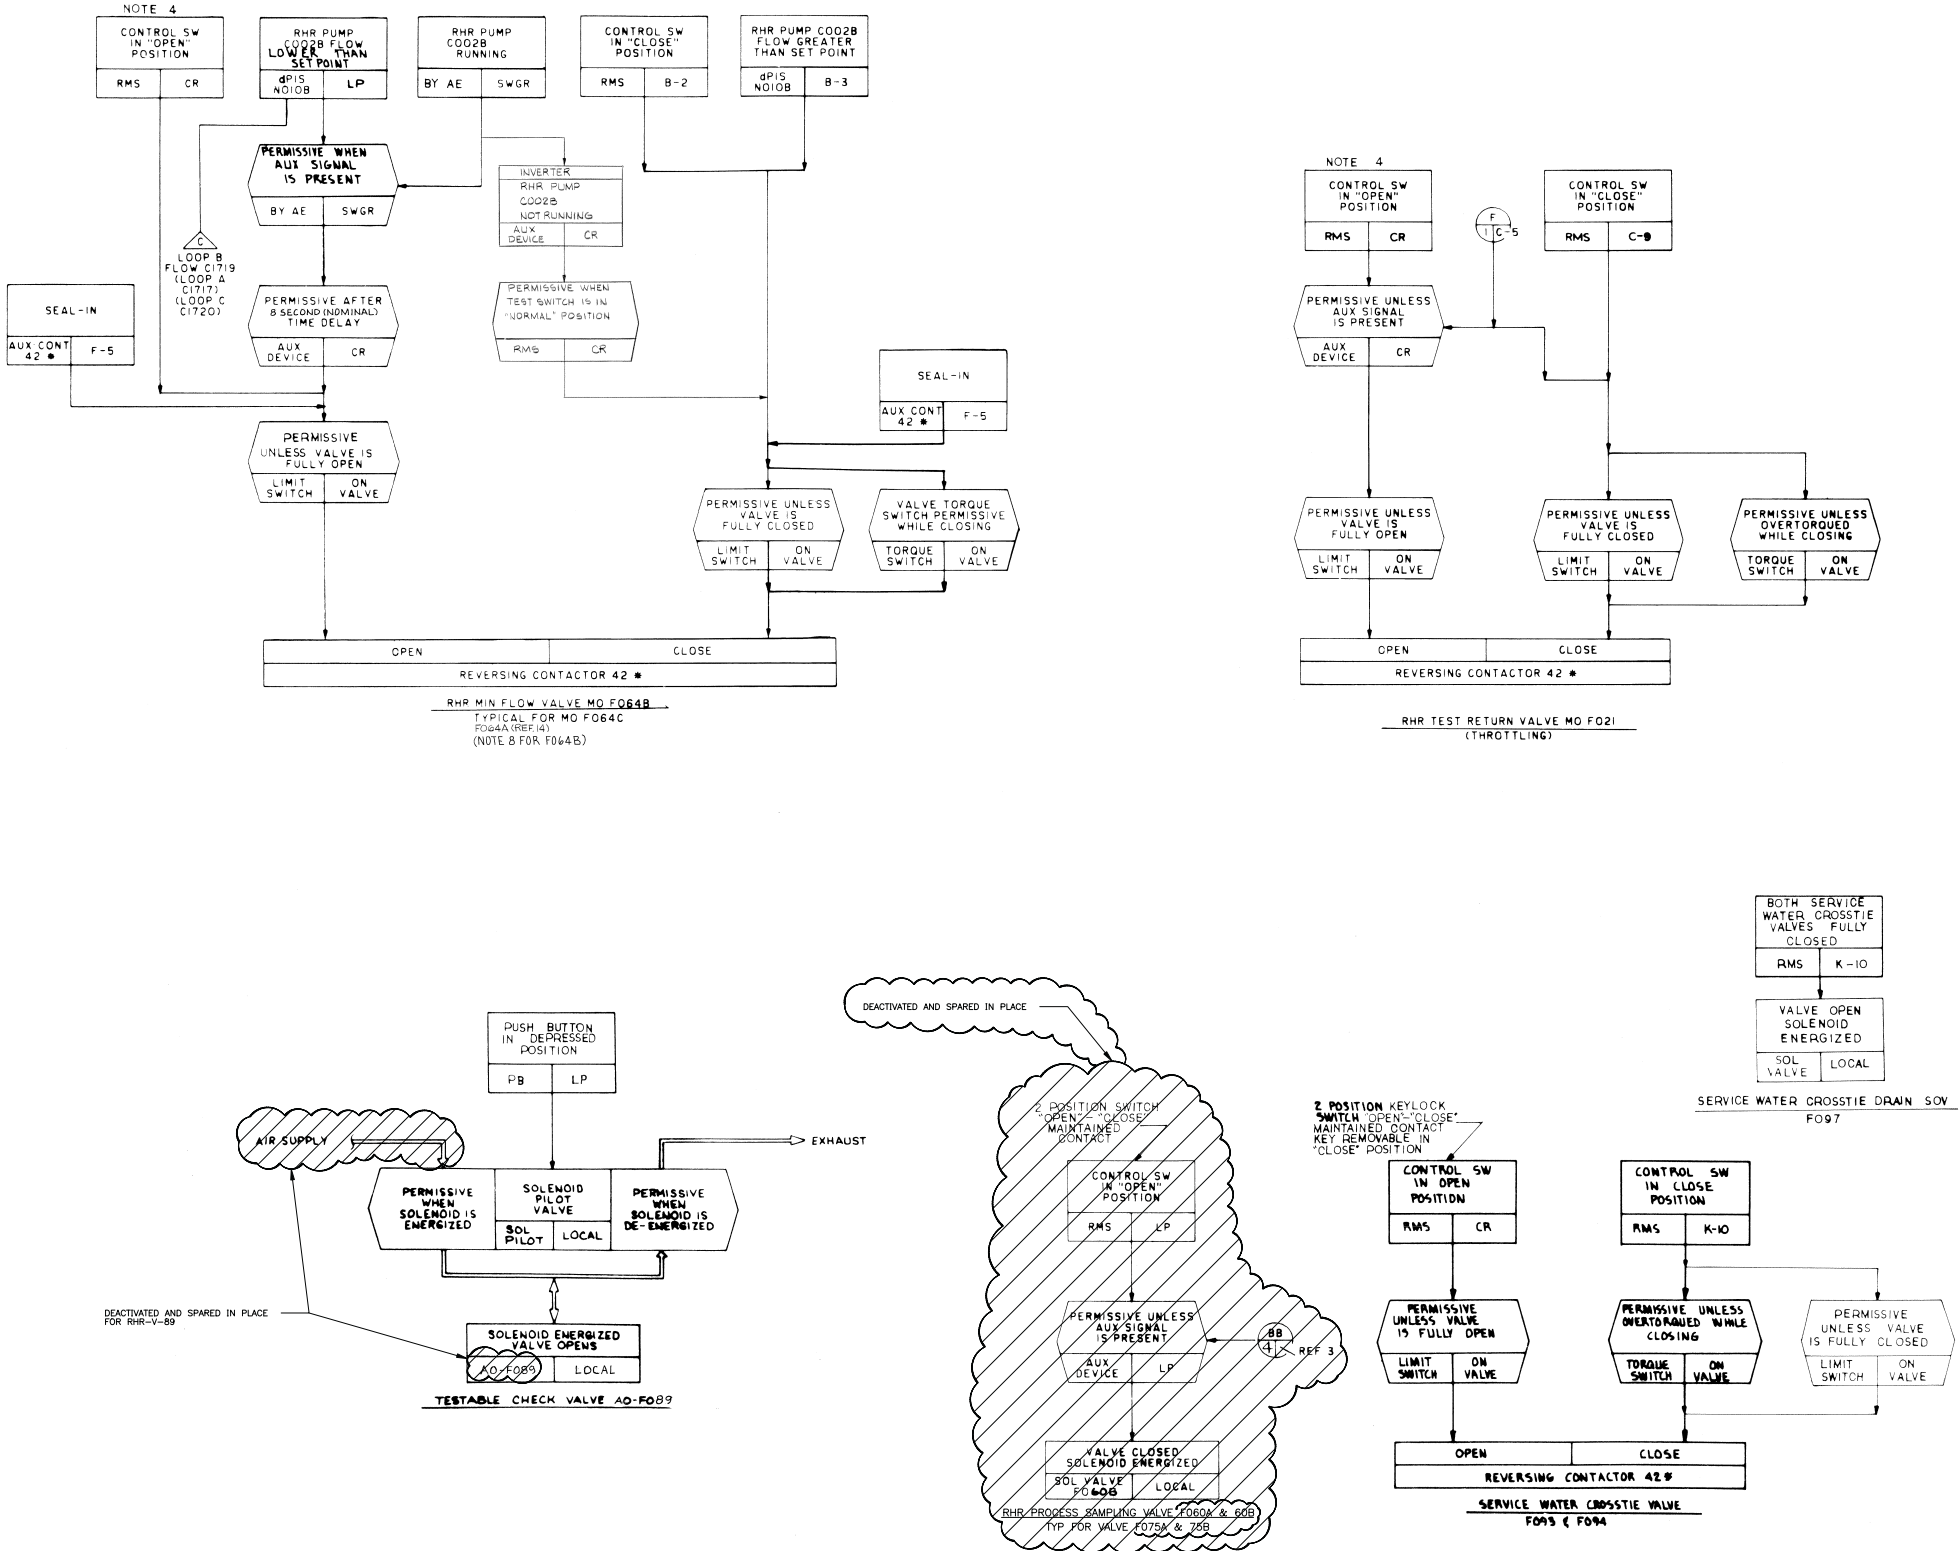 NOTE 4
CONTROL SW
IN "OPEN"
POSITION
RMS CR
RHR PUMP
C002B FLOW
LOWER THAN
SET POINT
dPIS
N010B
LP
RHR PUMP
C002B
RUNNING
BY AE SWGR
CONTROL SW
IN "CLOSE"
POSITION
RMS B-2
RHR PUMP C002B
FLOW GREATER
THAN SET POINT
dPIS
N010B
B-3
PERMISSIVE WHEN
AUX SIGNAL
IS PRESENT
BY AE SWGR
INVERTER
RHR PUMP
C002B
NOT RUNNING
AUX
DEVICE
CR
C
LOOP B
FLOW C1719
(LOOP A
C1717)
(LOOP C
C1720)
SEAL-IN
AUX CONT
42 *
F-5
PERMISSIVE AFTER
8 SECOND (NOMINAL)
TIME DELAY
AUX
DEVICE
CR
PERMISSIVE WHEN
TEST SWITCH IS IN
"NORMAL" POSITION
RMS CR
SEAL-IN
AUX CONT
42 *
F-5
PERMISSIVE
UNLESS VALVE IS
FULLY OPEN
LIMIT
SWITCH
ON
VALVE
PERMISSIVE UNLESS
VALVE IS
FULLY CLOSED
LIMIT
SWITCH
ON
VALVE
VALVE TORQUE
SWITCH PERMISSIVE
WHILE CLOSING
TORQUE
SWITCH
ON
VALVE
OPEN CLOSE
REVERSING CONTACTOR 42 *
RHR MIN FLOW VALVE MO F064B
TYPICAL FOR MO F064C
F064A (REF. 14)
(NOTE 8 FOR F064B)
NOTE 4
CONTROL SW
IN "OPEN"
POSITION
RMS CR
F
1 C-5
CONTROL SW
IN "CLOSE"
POSITION
RMS C-9
PERMISSIVE UNLESS
AUX SIGNAL
IS PRESENT
AUX
DEVICE
CR
PERMISSIVE UNLESS
VALVE IS
FULLY OPEN
LIMIT
SWITCH
ON
VALVE
PERMISSIVE UNLESS
VALVE IS
FULLY CLOSED
LIMIT
SWITCH
ON
VALVE
PERMISSIVE UNLESS
OVERTORQUED
WHILE CLOSING
TORQUE
SWITCH
ON
VALVE
OPEN CLOSE
REVERSING CONTACTOR 42 *
RHR TEST RETURN VALVE MO F021
(THROTTLING)
BOTH SERVICE
WATER CROSSTIE
VALVES FULLY
CLOSED
RMS K-10
VALVE OPEN
SOLENOID
ENERGIZED
SOL
VALVE
LOCAL
SERVICE WATER CROSSTIE DRAIN SOV
F097
PUSH BUTTON
IN DEPRESSED
POSITION
PB LP
AIR SUPPLY
EXHAUST
PERMISSIVE
WHEN
SOLENOID IS
ENERGIZED
SOLENOID
PILOT
VALVE
SOL
PILOT
LOCAL
PERMISSIVE
WHEN
SOLENOID IS
DE-ENERGIZED
DEACTIVATED AND SPARED IN PLACE
FOR RHR-V-89
SOLENOID ENERGIZED
VALVE OPENS
AO-F089 LOCAL
TESTABLE CHECK VALVE AO-F089
DEACTIVATED AND SPARED IN PLACE
2 POSITION SWITCH
"OPEN"-"CLOSE"
MAINTAINED
CONTACT
CONTROL SW
IN "OPEN"
POSITION
RMS LP
PERMISSIVE UNLESS
AUX SIGNAL
IS PRESENT
AUX
DEVICE
LP
BB
4
REF 3
VALVE CLOSED
SOLENOID ENERGIZED
SOL VALVE
F060B
LOCAL
RHR PROCESS SAMPLING VALVE F060A & 60B
TYP FOR VALVE F075A & 75B
2 POSITION KEYLOCK
SWITCH "OPEN"-"CLOSE"
MAINTAINED CONTACT
KEY REMOVABLE IN
"CLOSE" POSITION
CONTROL SW
IN OPEN
POSITION
RMS CR
CONTROL SW
IN CLOSE
POSITION
RMS K-10
PERMISSIVE
UNLESS VALVE
IS FULLY OPEN
LIMIT
SWITCH
ON
VALVE
PERMISSIVE UNLESS
OVERTORQUED WHILE
CLOSING
TORQUE
SWITCH
ON
VALVE
PERMISSIVE
UNLESS VALVE
IS FULLY CLOSED
LIMIT
SWITCH
ON
VALVE
OPEN CLOSE
REVERSING CONTACTOR 42*
SERVICE WATER CROSSTIE VALVE
F093 & F094